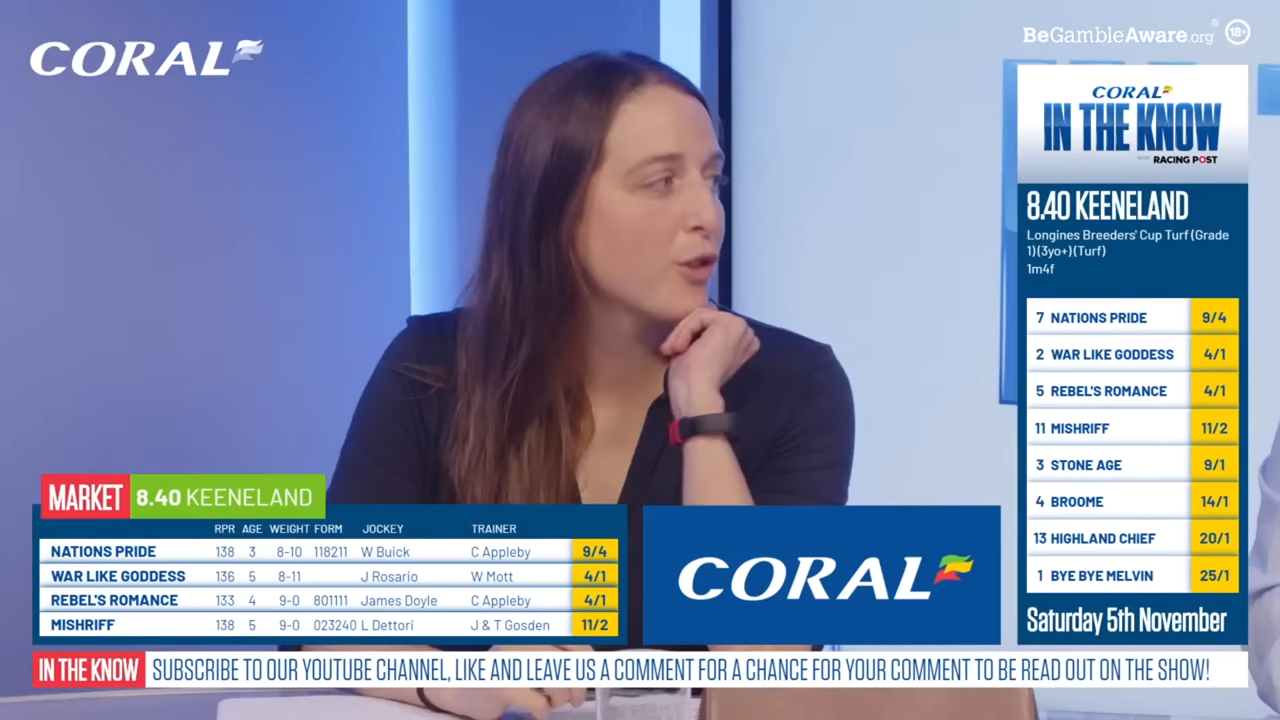 CORAL
BeGambleAware.org® 18+
CORAL
IN THE KNOW
WITH RACING POST
8.40 KEENELAND
Longines Breeders' Cup Turf (Grade
1)(3yo+)(Turf)
1m4f
7 NATIONS PRIDE 9/4
2 WAR LIKE GODDESS 4/1
5 REBEL'S ROMANCE 4/1
11 MISHRIFF 11/2
3 STONE AGE 9/1
4 BROOME 14/1
13 HIGHLAND CHIEF 20/1
1 BYE BYE MELVIN 25/1
Saturday 5th November
MARKET 8.40 KEENELAND
RPR AGE WEIGHT FORM JOCKEY TRAINER
NATIONS PRIDE 138 3 8-10 118211 W Buick C Appleby 9/4
WAR LIKE GODDESS 136 5 8-11 J Rosario W Mott 4/1
REBEL'S ROMANCE 133 4 9-0 801111 James Doyle C Appleby 4/1
MISHRIFF 138 5 9-0 023240 L Dettori J & T Gosden 11/2
CORAL
IN THE KNOW SUBSCRIBE TO OUR YOUTUBE CHANNEL, LIKE AND LEAVE US A COMMENT FOR A CHANCE FOR YOUR COMMENT TO BE READ OUT ON THE SHOW!